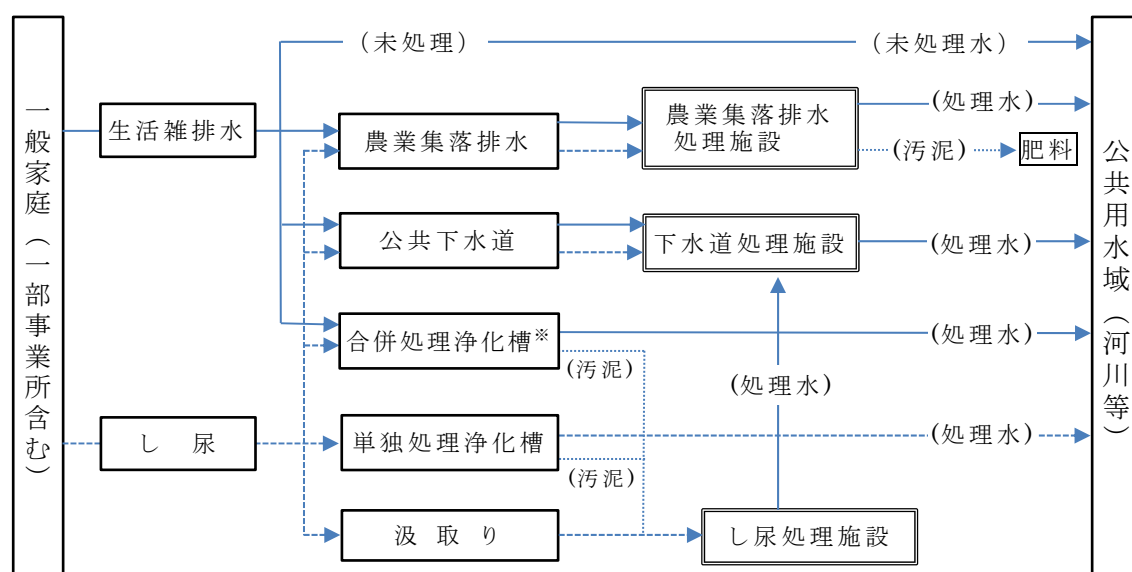 一般家庭（一部事業所含む）
(未処理)
(未処理水)
生活雑排水
農業集落排水
農業集落排水
処理施設
(処理水)
(汚泥)
肥料
公共下水道
下水道処理施設
(処理水)
合併処理浄化槽※
(汚泥)
(処理水)
(処理水)
し尿
単独処理浄化槽
(汚泥)
(処理水)
汲取り
し尿処理施設
公共用水域（河川等）